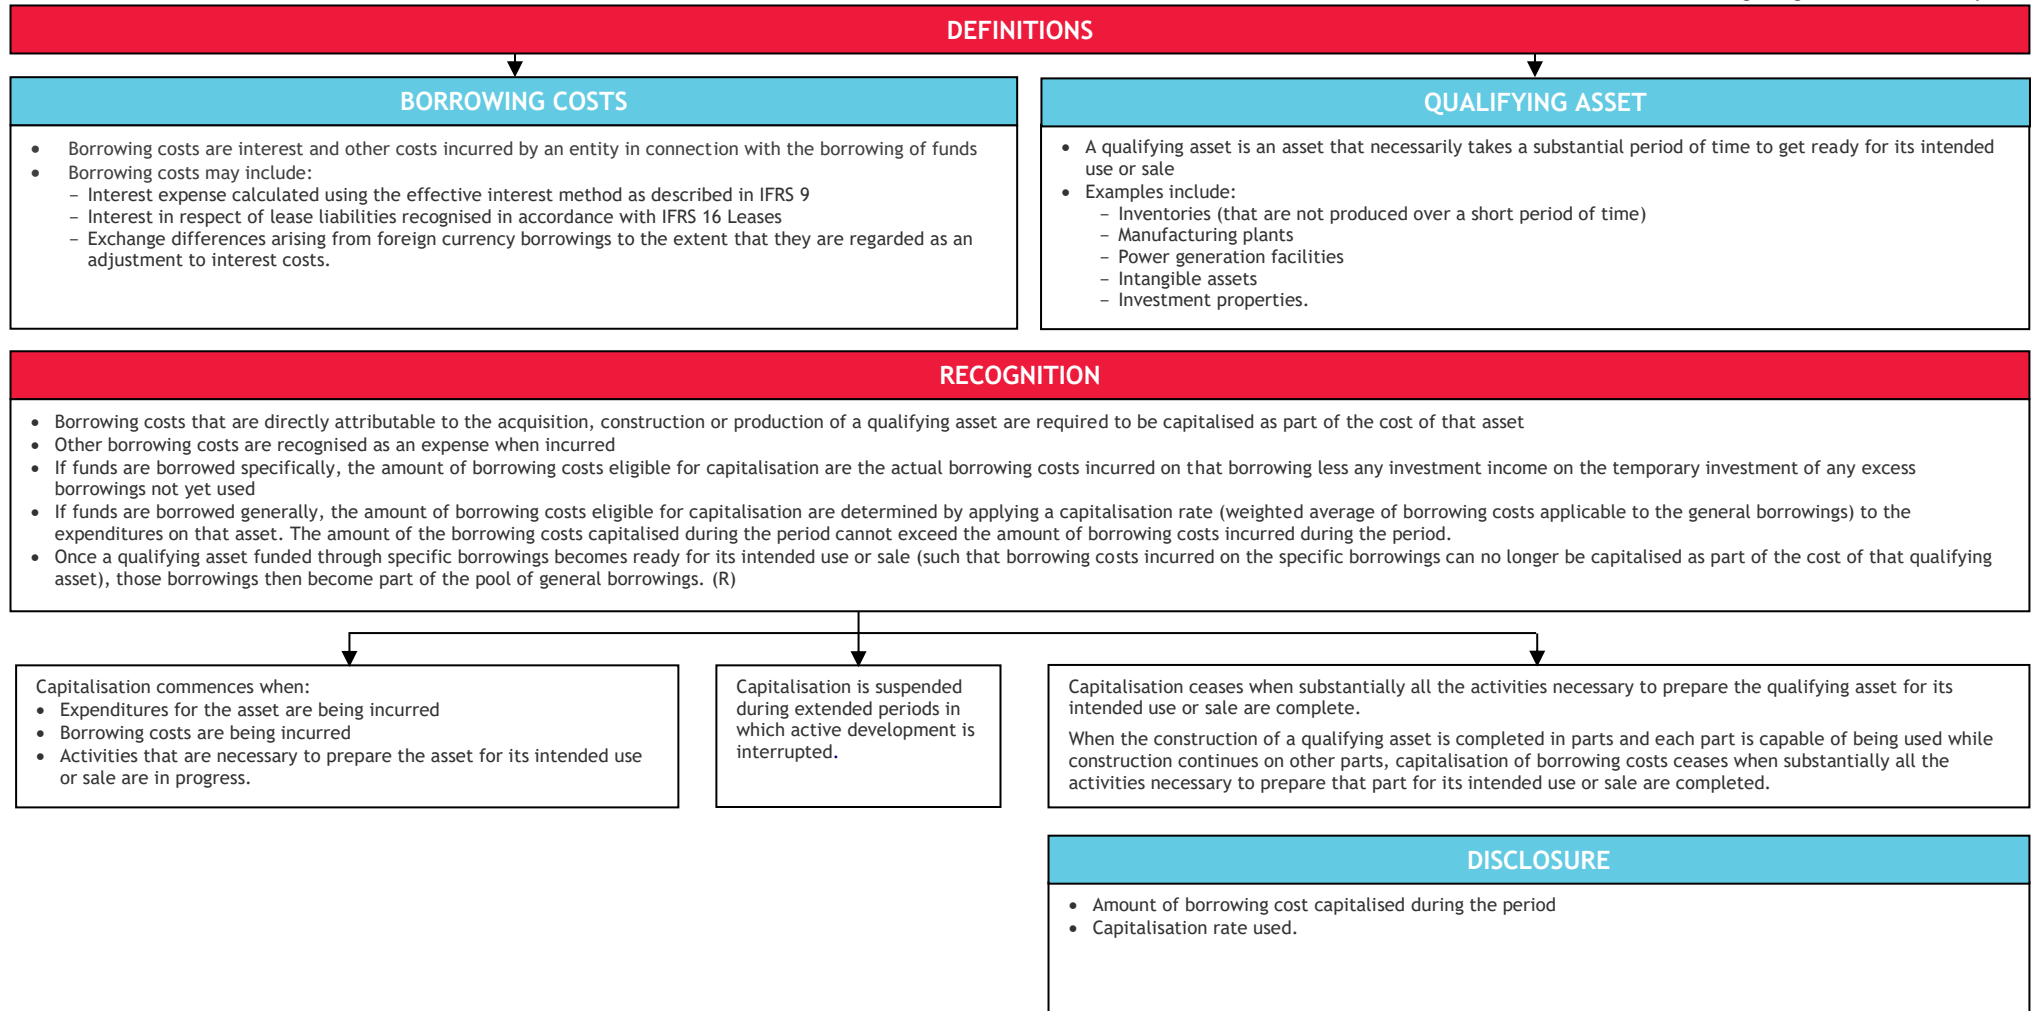 DEFINITIONS
BORROWING COSTS
• Borrowing costs are interest and other costs incurred by an entity in connection with the borrowing of funds
• Borrowing costs may include:
– Interest expense calculated using the effective interest method as described in IFRS 9
– Interest in respect of lease liabilities recognised in accordance with IFRS 16 Leases
– Exchange differences arising from foreign currency borrowings to the extent that they are regarded as an
adjustment to interest costs.
QUALIFYING ASSET
• A qualifying asset is an asset that necessarily takes a substantial period of time to get ready for its intended
use or sale
• Examples include:
– Inventories (that are not produced over a short period of time)
– Manufacturing plants
– Power generation facilities
– Intangible assets
– Investment properties.
RECOGNITION
• Borrowing costs that are directly attributable to the acquisition, construction or production of a qualifying asset are required to be capitalised as part of the cost of that asset
• Other borrowing costs are recognised as an expense when incurred
• If funds are borrowed specifically, the amount of borrowing costs eligible for capitalisation are the actual borrowing costs incurred on that borrowing less any investment income on the temporary investment of any excess
borrowings not yet used
• If funds are borrowed generally, the amount of borrowing costs eligible for capitalisation are determined by applying a capitalisation rate (weighted average of borrowing costs applicable to the general borrowings) to the
expenditures on that asset. The amount of the borrowing costs capitalised during the period cannot exceed the amount of borrowing costs incurred during the period.
• Once a qualifying asset funded through specific borrowings becomes ready for its intended use or sale (such that borrowing costs incurred on the specific borrowings can no longer be capitalised as part of the cost of that qualifying
asset), those borrowings then become part of the pool of general borrowings. (R)
Capitalisation commences when:
• Expenditures for the asset are being incurred
• Borrowing costs are being incurred
• Activities that are necessary to prepare the asset for its intended use
or sale are in progress.
Capitalisation is suspended
during extended periods in
which active development is
interrupted.
Capitalisation ceases when substantially all the activities necessary to prepare the qualifying asset for its
intended use or sale are complete.
When the construction of a qualifying asset is completed in parts and each part is capable of being used while
construction continues on other parts, capitalisation of borrowing costs ceases when substantially all the
activities necessary to prepare that part for its intended use or sale are completed.
DISCLOSURE
• Amount of borrowing cost capitalised during the period
• Capitalisation rate used.